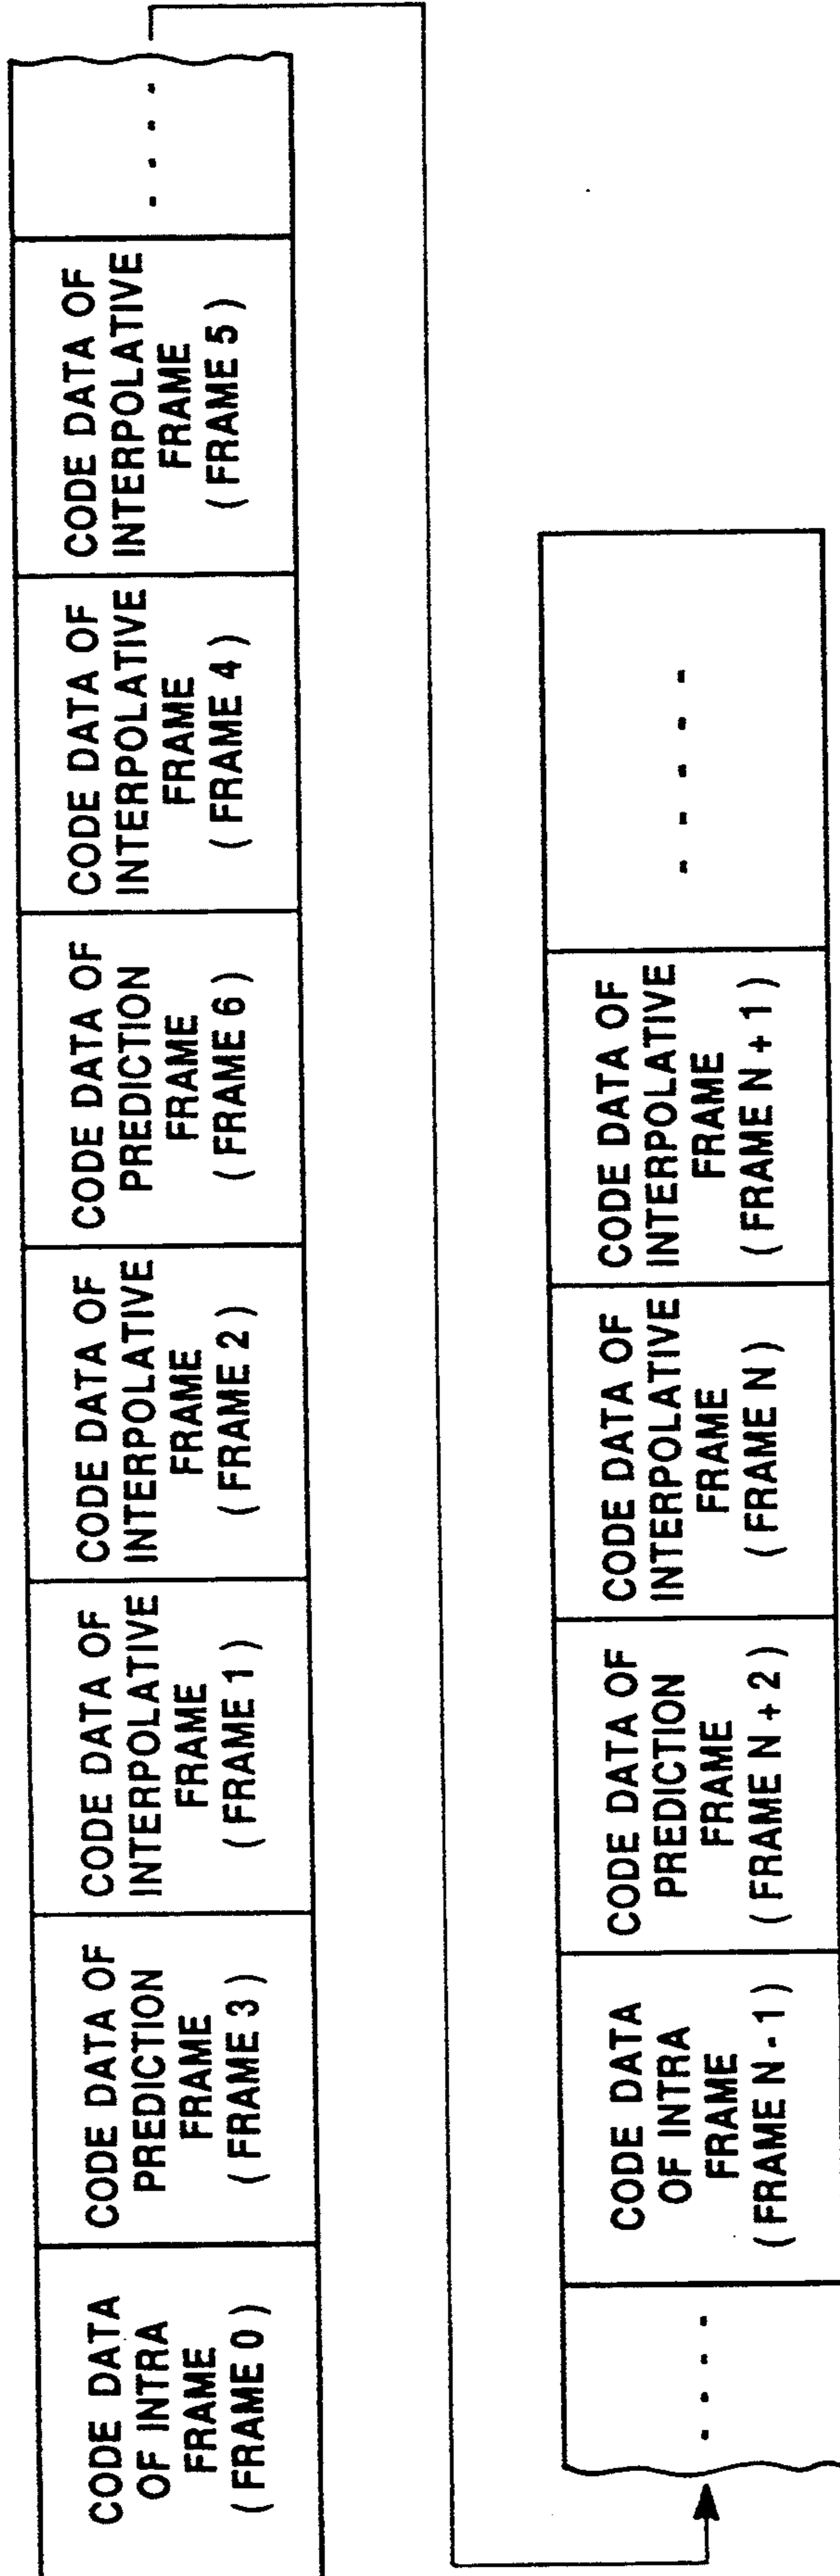 CODE DATA
OF INTRA
FRAME
( FRAME 0 )
CODE DATA OF
PREDICTION
FRAME
( FRAME 3 )
CODE DATA OF
INTERPOLATIVE
FRAME
( FRAME 1 )
CODE DATA OF
INTERPOLATIVE
FRAME
( FRAME 2 )
CODE DATA OF
PREDICTION
FRAME
( FRAME 6 )
CODE DATA OF
INTERPOLATIVE
FRAME
( FRAME 4 )
CODE DATA OF
INTERPOLATIVE
FRAME
( FRAME 5 )
- - - -
- - - -
CODE DATA
OF INTRA
FRAME
( FRAME N - 1 )
CODE DATA OF
PREDICTION
FRAME
( FRAME N + 2 )
CODE DATA OF
INTERPOLATIVE
FRAME
( FRAME N )
CODE DATA OF
INTERPOLATIVE
FRAME
( FRAME N + 1 )
- - - - -